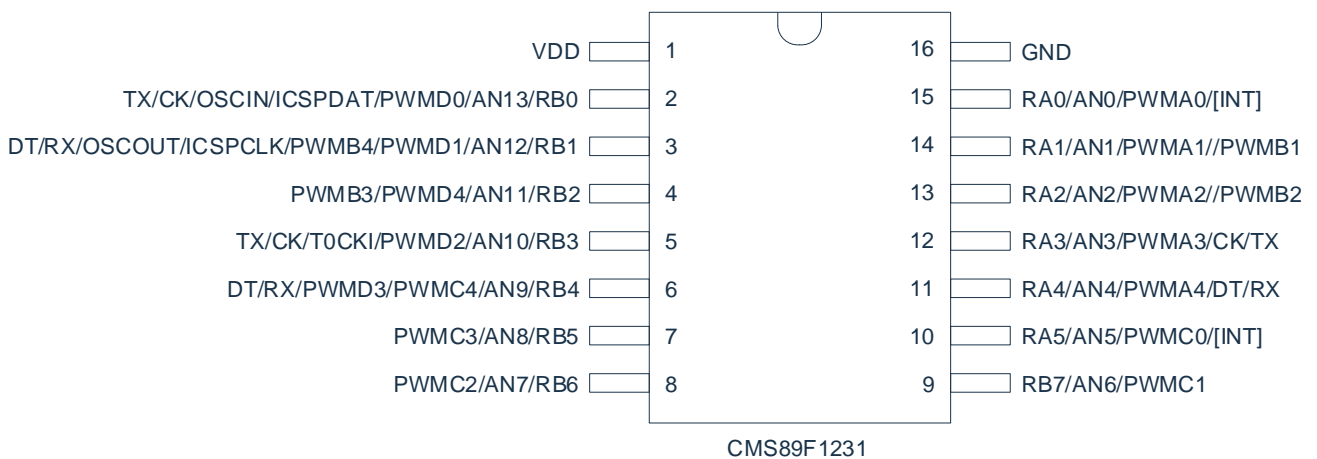 VDD 1 16 GND
TX/CK/OSCIN/ICSPDAT/PWMD0/AN13/RB0 2 15 RA0/AN0/PWMA0/[INT]
DT/RX/OSCOUT/ICSPCLK/PWMB4/PWMD1/AN12/RB1 3 14 RA1/AN1/PWMA1//PWMB1
PWMB3/PWMD4/AN11/RB2 4 13 RA2/AN2/PWMA2//PWMB2
TX/CK/T0CKI/PWMD2/AN10/RB3 5 12 RA3/AN3/PWMA3/CK/TX
DT/RX/PWMD3/PWMC4/AN9/RB4 6 11 RA4/AN4/PWMA4/DT/RX
PWMC3/AN8/RB5 7 10 RA5/AN5/PWMC0/[INT]
PWMC2/AN7/RB6 8 9 RB7/AN6/PWMC1
CMS89F1231